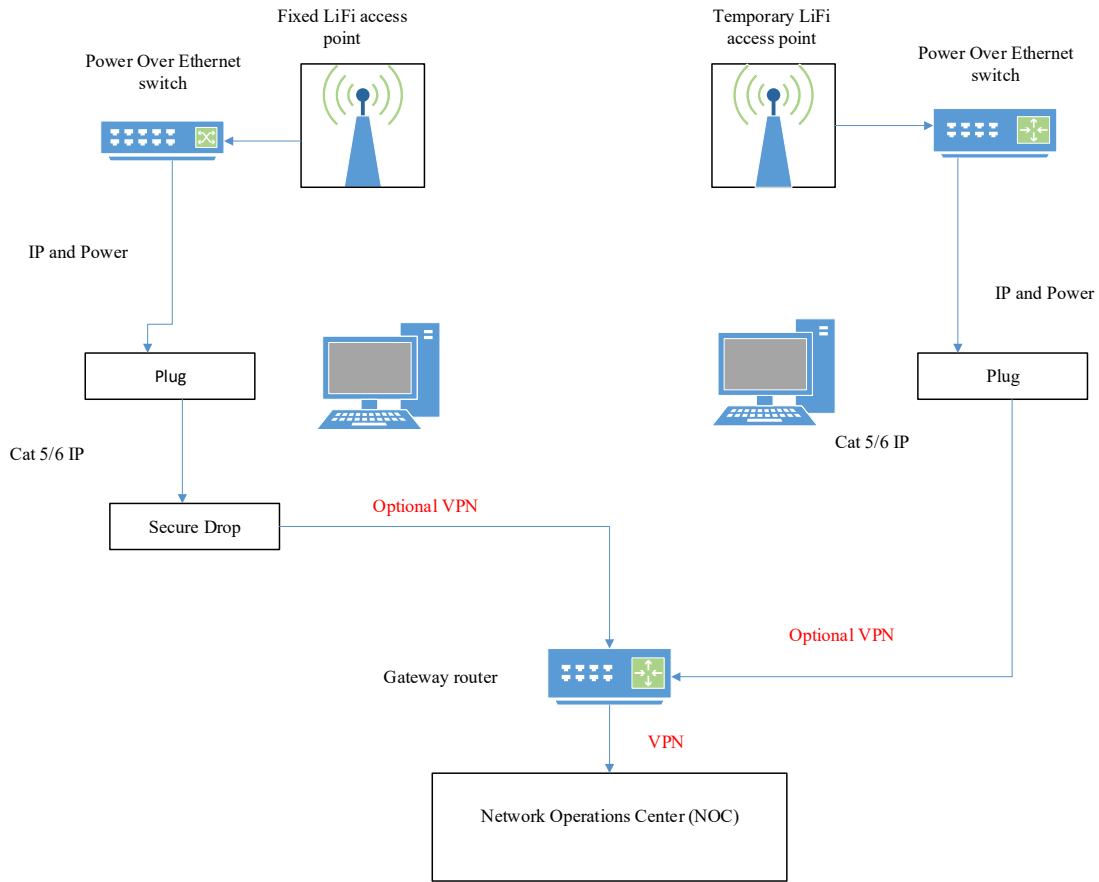 Fixed LiFi access
point
Temporary LiFi
access point
Power Over Ethernet
switch
Power Over Ethernet
switch
IP and Power
IP and Power
Plug
Plug
Cat 5/6 IP
Cat 5/6 IP
Secure Drop
Optional VPN
Optional VPN
Gateway router
VPN
Network Operations Center (NOC)